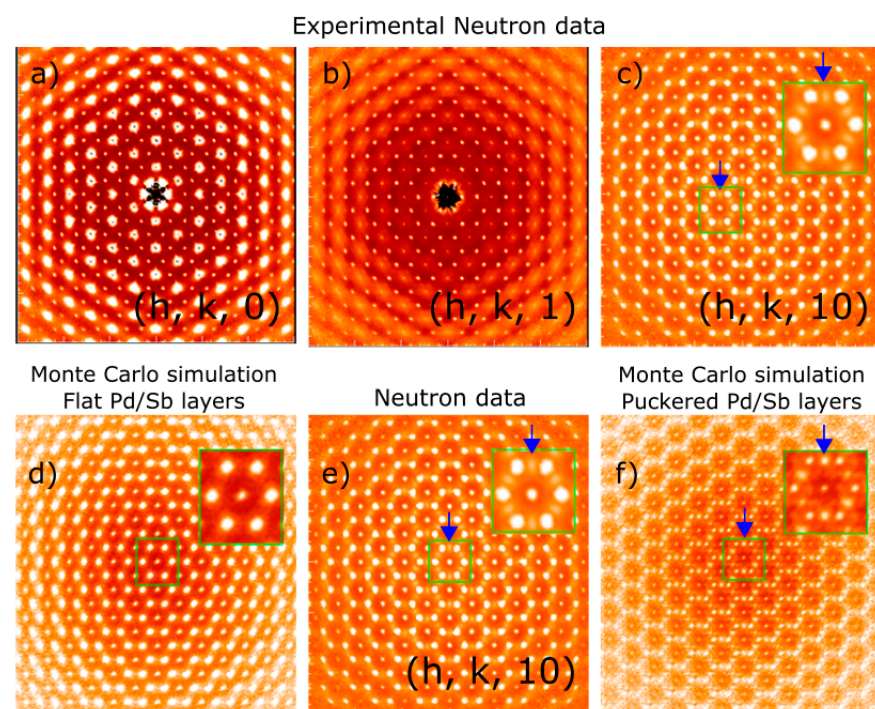 Experimental Neutron data
a)
b)
c)
(h, k, 0)
(h, k, 1)
(h, k, 10)
Monte Carlo simulation
Flat Pd/Sb layers
Neutron data
Monte Carlo simulation
Puckered Pd/Sb layers
d)
e)
f)
(h, k, 10)